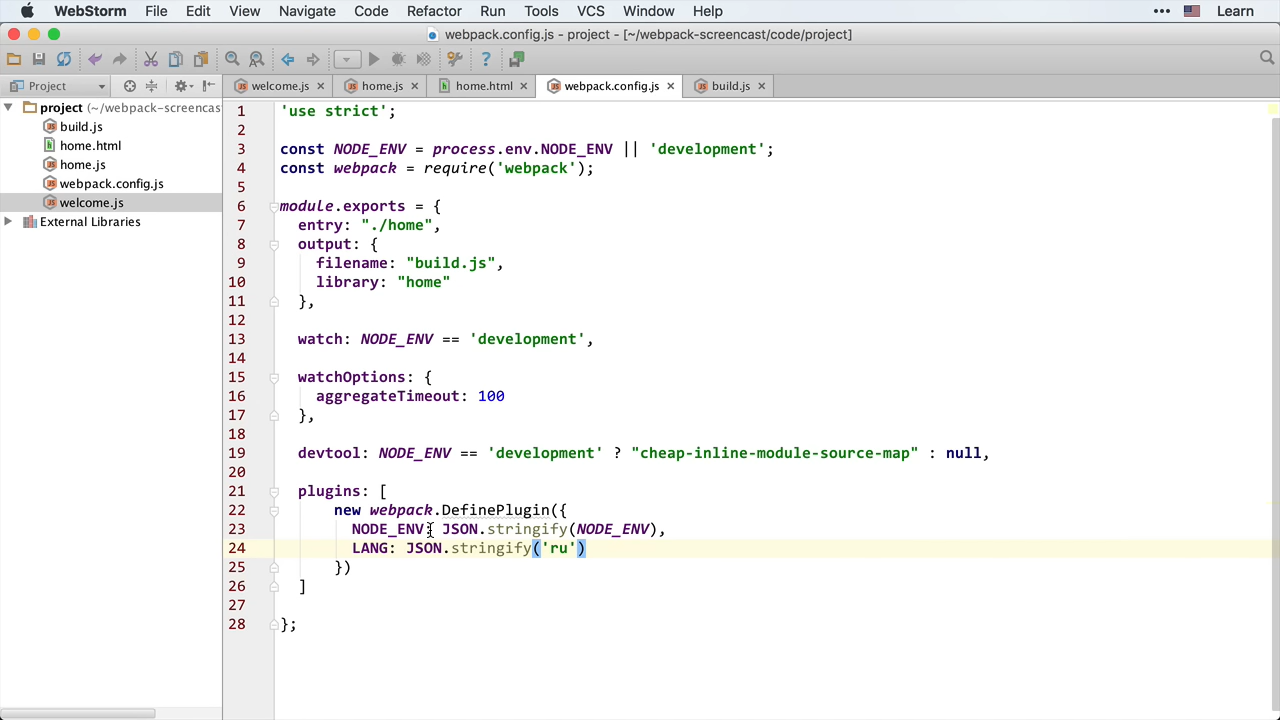 WebStorm File Edit View Navigate Code Refactor Run Tools VCS Window Help ••• Learn
webpack.config.js - project - [~/webpack-screencast/code/project]
Project welcome.js home.js home.html webpack.config.js build.js
project (~/webpack-screencas
build.js
home.html
home.js
webpack.config.js
welcome.js
External Libraries
1 'use strict';
2
3 const NODE_ENV = process.env.NODE_ENV || 'development';
4 const webpack = require('webpack');
5
6 module.exports = {
7 entry: "./home",
8 output: {
9 filename: "build.js",
10 library: "home"
11 },
12
13 watch: NODE_ENV == 'development',
14
15 watchOptions: {
16 aggregateTimeout: 100
17 },
18
19 devtool: NODE_ENV == 'development' ? "cheap-inline-module-source-map" : null,
20
21 plugins: [
22 new webpack.DefinePlugin({
23 NODE_ENV: JSON.stringify(NODE_ENV),
24 LANG: JSON.stringify('ru')
25 })
26 ]
27
28 };